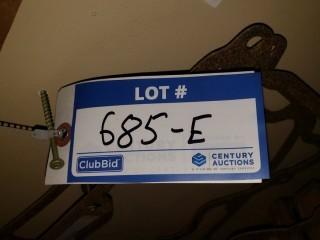 LOT #
685-E
ClubBid
CENTURY
AUCTIONS